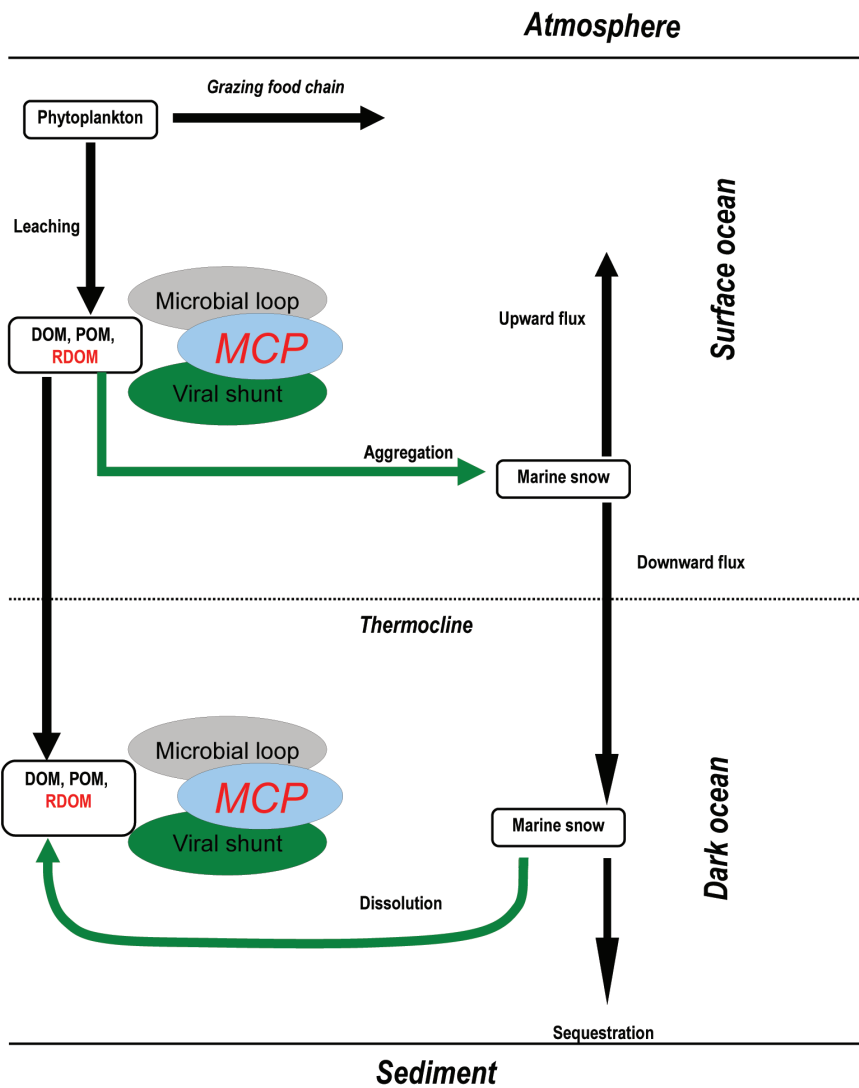 Atmosphere
Grazing food chain
Phytoplankton
Leaching
Surface ocean
Microbial loop
DOM, POM,
RDOM
MCP
Viral shunt
Upward flux
Aggregation
Marine snow
Downward flux
Thermocline
Microbial loop
DOM, POM,
RDOM
MCP
Viral shunt
Marine snow
Dark ocean
Dissolution
Sequestration
Sediment